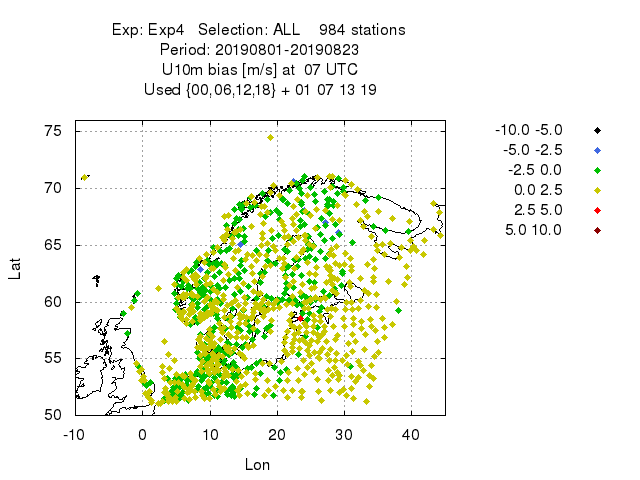 Exp: Exp4 Selection: ALL 984 stations
Period: 20190801-20190823
U10m bias [m/s] at 07 UTC
Used {00,06,12,18} + 01 07 13 19
-10.0 -5.0
-5.0 -2.5
-2.5 0.0
0.0 2.5
2.5 5.0
5.0 10.0
Lat
75
70
65
60
55
50
-10 0 10 20 30 40
Lon